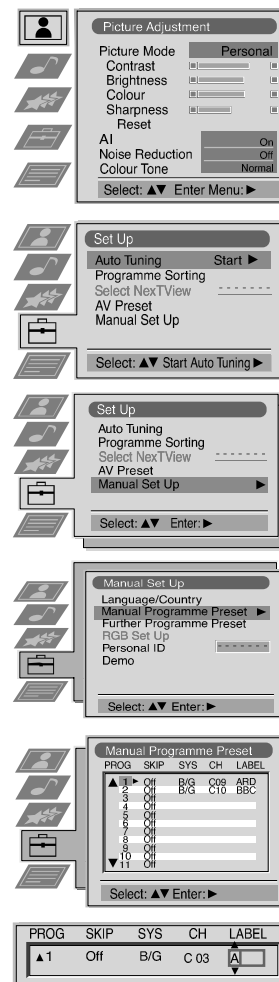 Picture Adjustment
Picture Mode Personal
Contrast
Brightness
Colour
Sharpness
Reset
AI On
Noise Reduction Off
Colour Tone Normal
Select: ▲▼ Enter Menu: ►
Set Up
Auto Tuning Start ►
Programme Sorting
Select NexTView - - - - - -
AV Preset
Manual Set Up
Select: ▲▼ Start Auto Tuning ►
Set Up
Auto Tuning
Programme Sorting
Select NexTView - - - - - -
AV Preset
Manual Set Up ►
Select: ▲▼ Enter: ►
Manual Set Up
Language/Country
Manual Programme Preset ►
Further Programme Preset
RGB Set Up
Personal ID - - - - - -
Demo
Select: ▲▼ Enter: ►
Manual Programme Preset
PROG SKIP SYS CH LABEL
▲ 1 ► Off B/G C09 ARD
2 Off B/G C10 BBC
3 Off
4 Off
5 Off
6 Off
7 Off
8 Off
9 Off
10 Off
▼ 11 Off
Select: ▲▼ Enter: ►
PROG SKIP SYS CH LABEL
▲1 Off B/G C 03 A